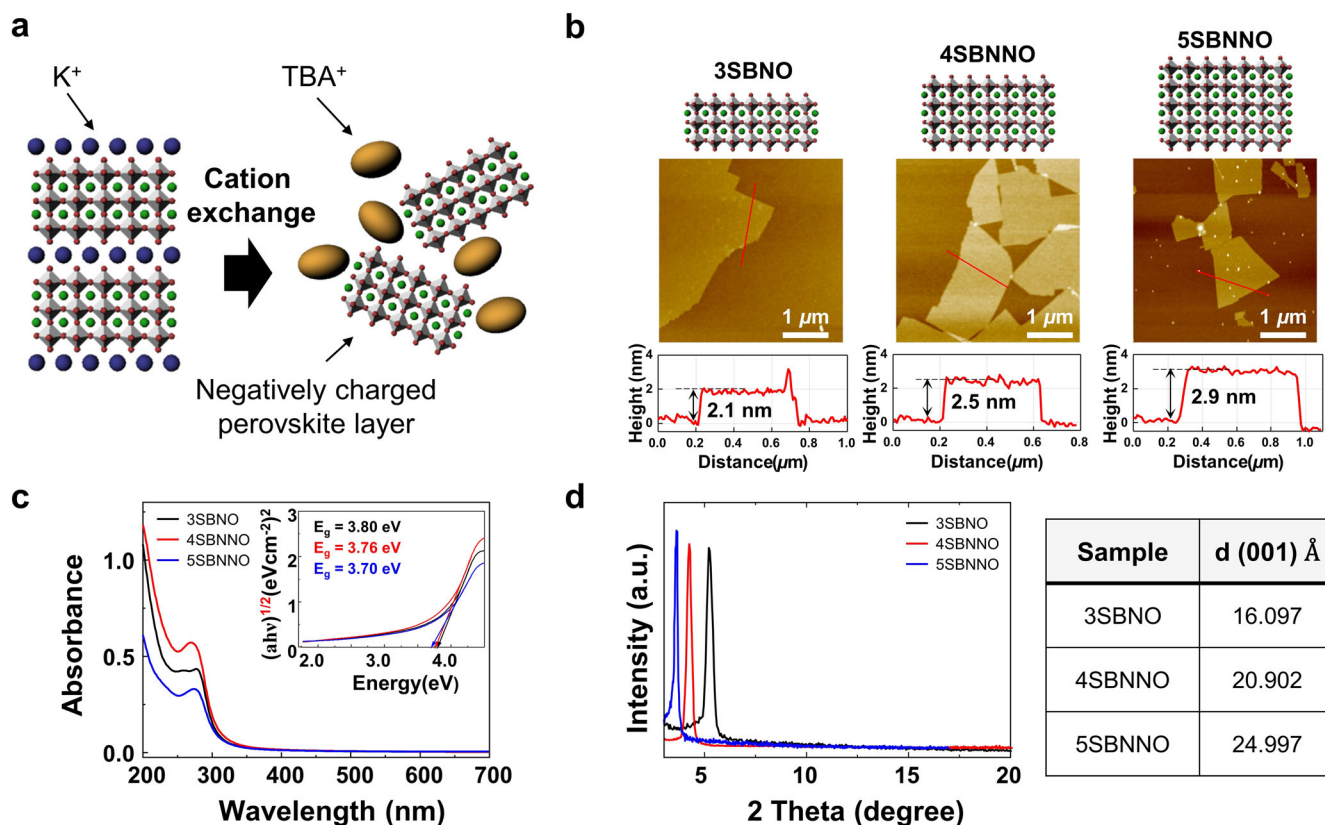 a
K+
TBA+
Cation
exchange
Negatively charged
perovskite layer
b
3SBNO
4SBNNO
5SBNNO
1 µm
1 µm
1 µm
Height (nm)
4
2
0
2.1 nm
0.0 0.2 0.4 0.6 0.8 1.0
Distance(µm)
Height (nm)
4
2
0
2.5 nm
0.0 0.2 0.4 0.6 0.8
Distance(µm)
Height (nm)
4
2
0
2.9 nm
0.0 0.2 0.4 0.6 0.8 1.0
Distance(µm)
c
Absorbance
1.0
0.5
0.0
3SBNO
4SBNNO
5SBNNO
200 300 400 500 600 700
Wavelength (nm)
(ahν)1/2(eVcm-2)2
3
2
1
0
Eg = 3.80 eV
Eg = 3.76 eV
Eg = 3.70 eV
2.0 3.0 4.0
Energy(eV)
d
Intensity (a.u.)
3SBNO
4SBNNO
5SBNNO
5 10 15 20
2 Theta (degree)
Sample d (001) Å
3SBNO 16.097
4SBNNO 20.902
5SBNNO 24.997